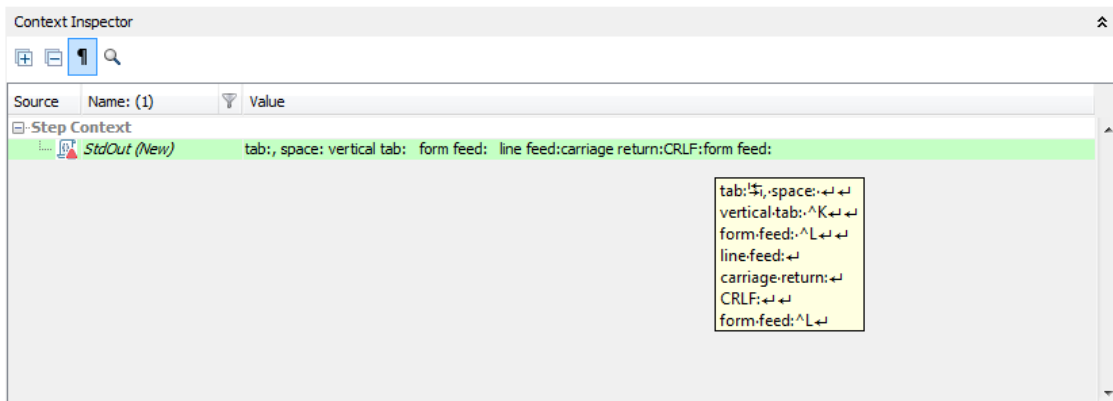 Context Inspector
¶
Source Name: (1) Value
Step Context
StdOut (New) tab:, space: vertical tab: form feed: line feed:carriage return:CRLF:form feed:
tab:↹,·space:·↵↵
vertical·tab:·^K↵↵
form·feed:·^L↵↵
line·feed:↵
carriage·return:↵
CRLF:↵↵
form·feed:^L↵